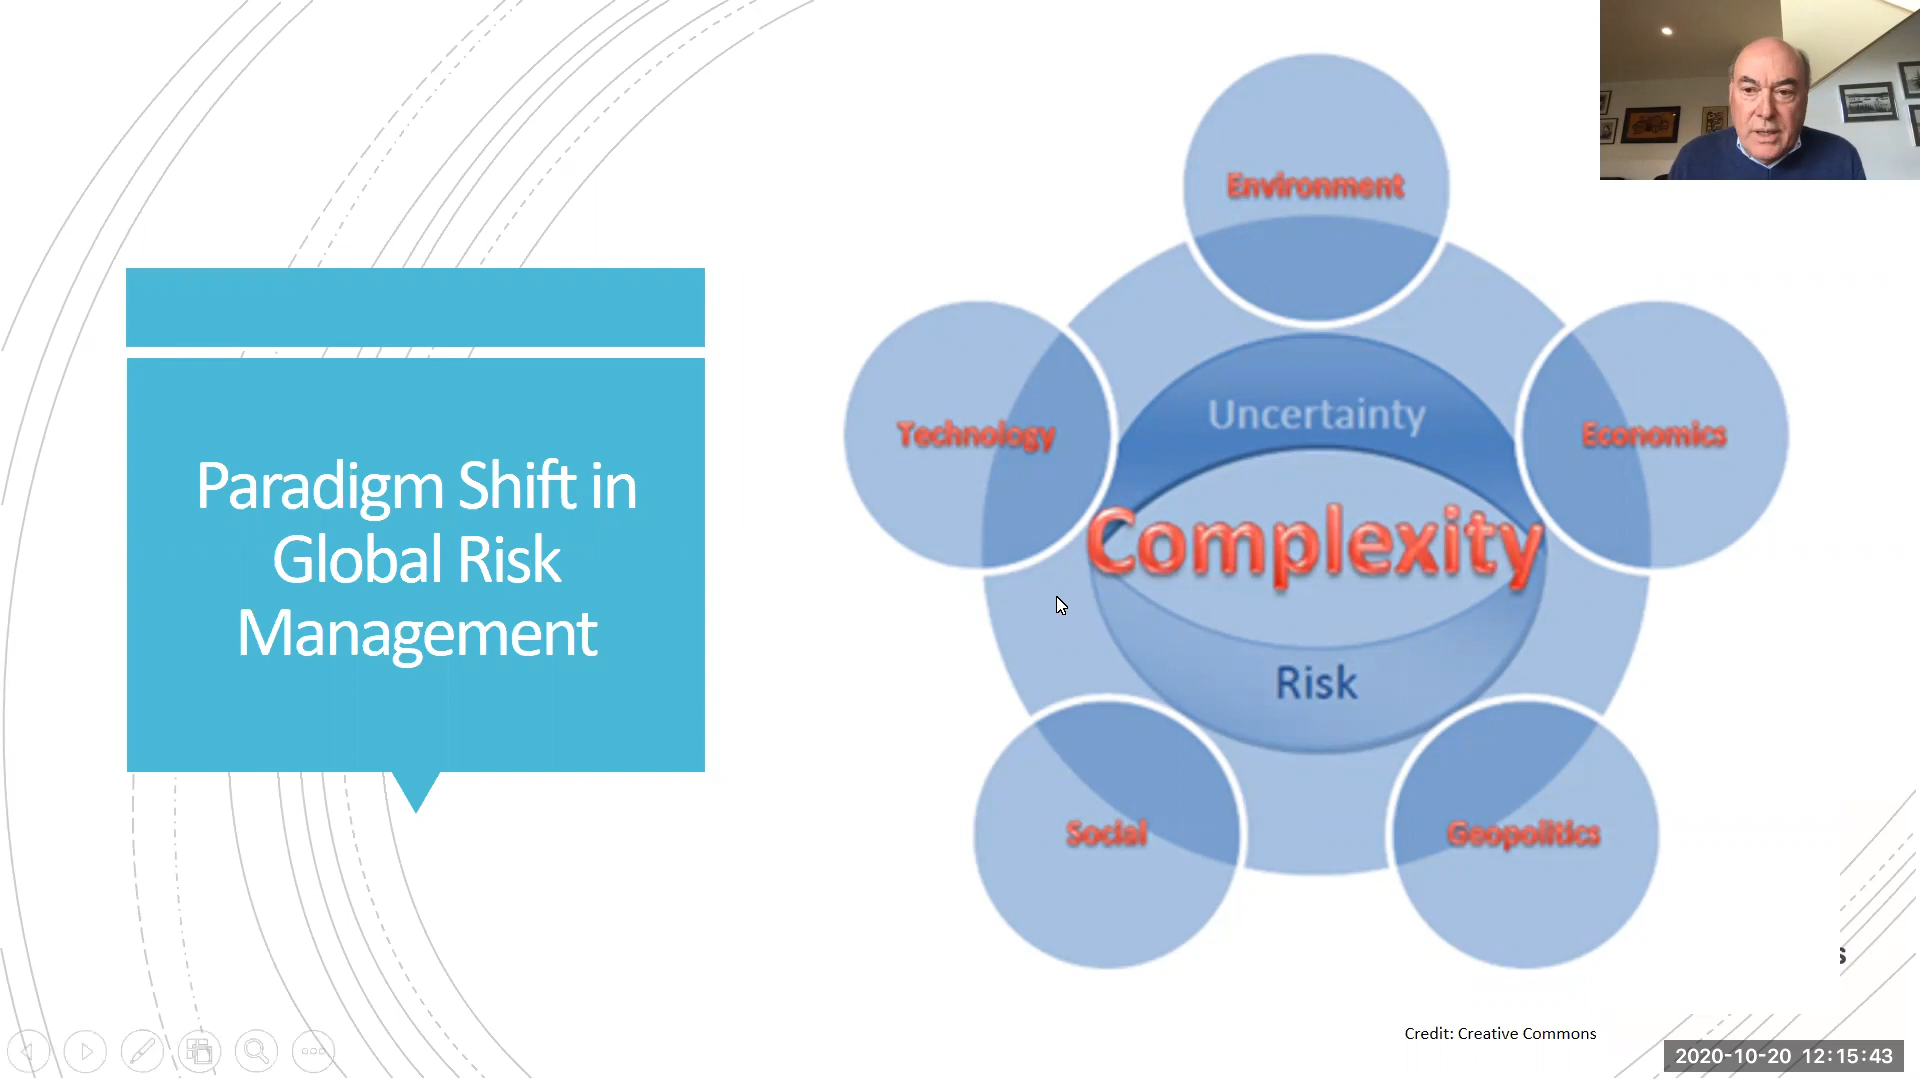 Paradigm Shift in
Global Risk
Management
Environment
Technology
Economics
Uncertainty
Complexity
Risk
Social
Geopolitics
s
Credit: Creative Commons
2020-10-20 12:15:43